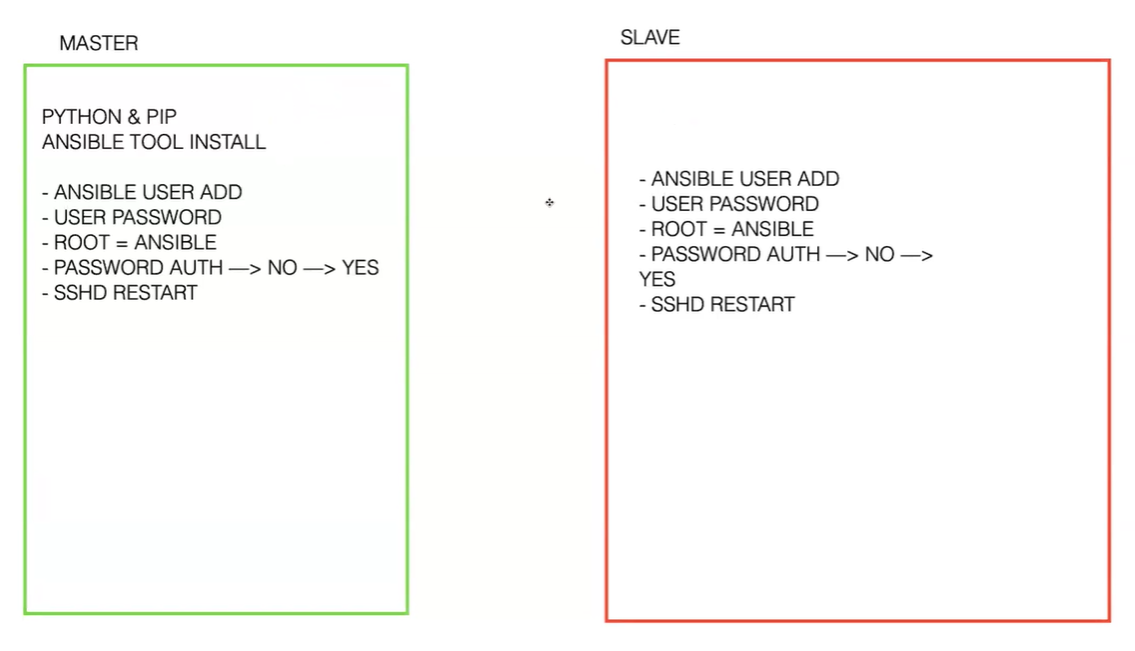 MASTER
PYTHON & PIP
ANSIBLE TOOL INSTALL
- ANSIBLE USER ADD
- USER PASSWORD
- ROOT = ANSIBLE
- PASSWORD AUTH —> NO —> YES
- SSHD RESTART
SLAVE
- ANSIBLE USER ADD
- USER PASSWORD
- ROOT = ANSIBLE
- PASSWORD AUTH —> NO —>
YES
- SSHD RESTART